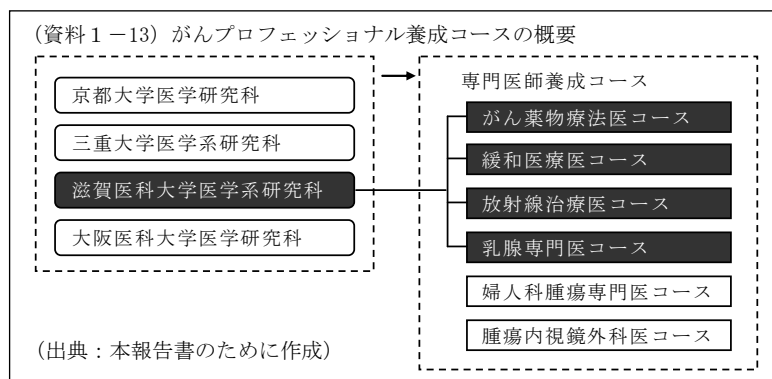 （資料１－13）がんプロフェッショナル養成コースの概要
京都大学医学研究科
三重大学医学系研究科
滋賀医科大学医学系研究科
大阪医科大学医学研究科
（出典：本報告書のために作成）
専門医師養成コース
がん薬物療法医コース
緩和医療医コース
放射線治療医コース
乳腺専門医コース
婦人科腫瘍専門医コース
腫瘍内視鏡外科医コース